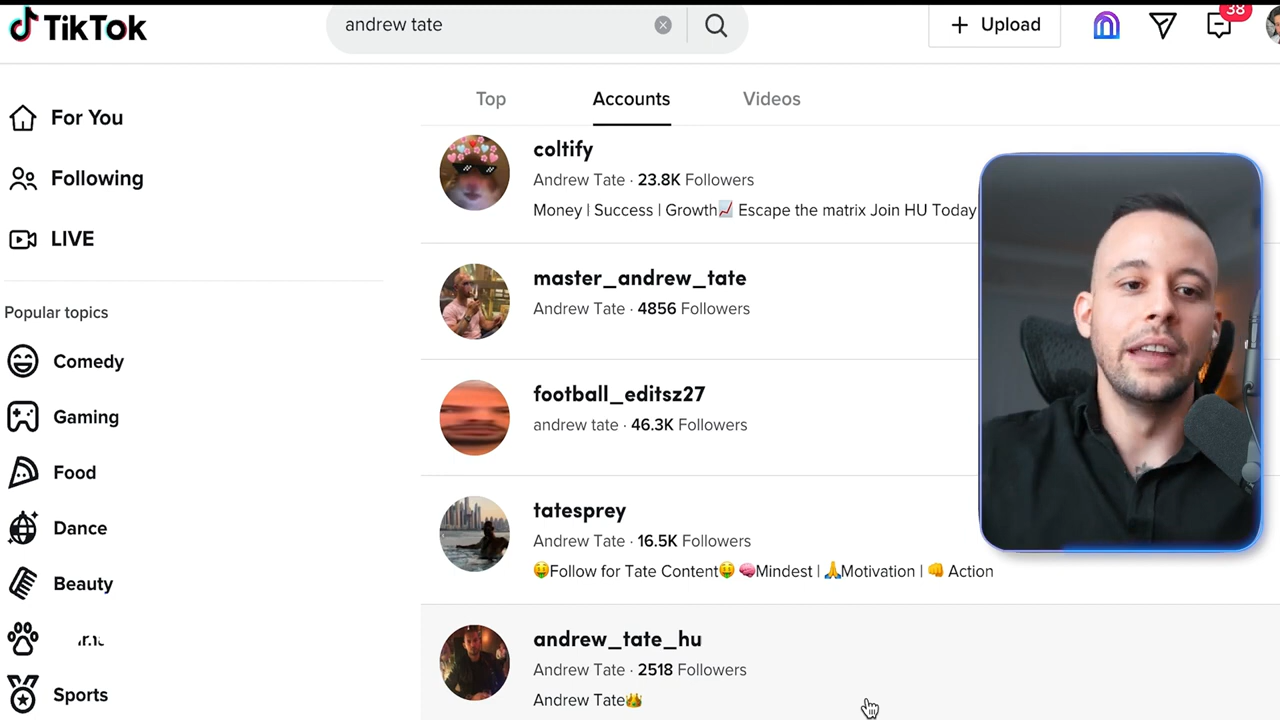 TikTok
andrew tate
+ Upload
38
For You
Following
LIVE
Popular topics
Comedy
Gaming
Food
Dance
Beauty
Sports
Top Accounts Videos
coltify
Andrew Tate · 23.8K Followers
Money | Success | Growth📈 Escape the matrix Join HU Today
master_andrew_tate
Andrew Tate · 4856 Followers
football_editsz27
andrew tate · 46.3K Followers
tatesprey
Andrew Tate · 16.5K Followers
🤑Follow for Tate Content🤑 🧠Mindest | 🙏Motivation | 👊 Action
andrew_tate_hu
Andrew Tate · 2518 Followers
Andrew Tate👑